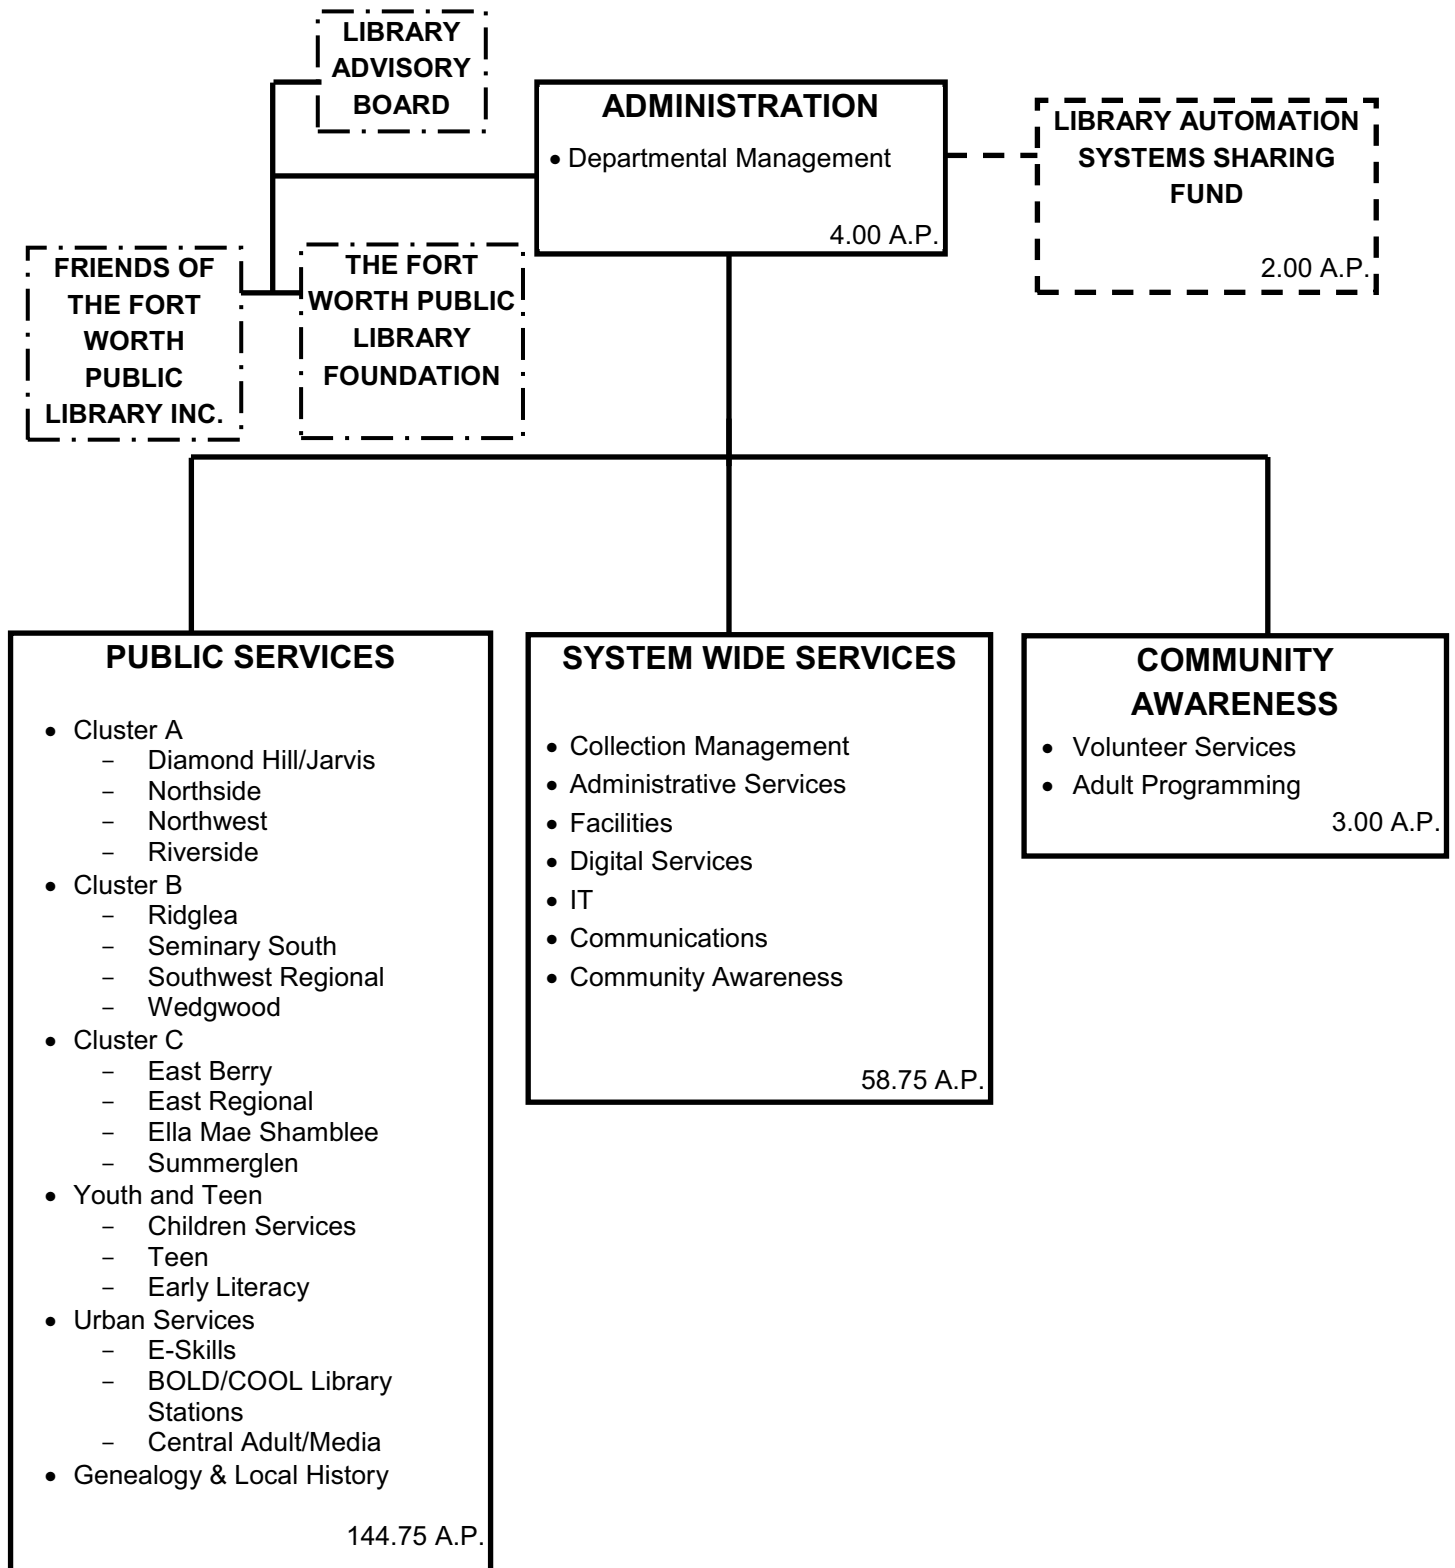 LIBRARY
ADVISORY
BOARD
ADMINISTRATION
• Departmental Management
4.00 A.P.
LIBRARY AUTOMATION
SYSTEMS SHARING
FUND
2.00 A.P.
FRIENDS OF
THE FORT
WORTH
PUBLIC
LIBRARY INC.
THE FORT
WORTH PUBLIC
LIBRARY
FOUNDATION
PUBLIC SERVICES
• Cluster A
– Diamond Hill/Jarvis
– Northside
– Northwest
– Riverside
• Cluster B
– Ridglea
– Seminary South
– Southwest Regional
– Wedgwood
• Cluster C
– East Berry
– East Regional
– Ella Mae Shamblee
– Summerglen
• Youth and Teen
– Children Services
– Teen
– Early Literacy
• Urban Services
– E-Skills
– BOLD/COOL Library
Stations
– Central Adult/Media
• Genealogy & Local History
144.75 A.P.
SYSTEM WIDE SERVICES
• Collection Management
• Administrative Services
• Facilities
• Digital Services
• IT
• Communications
• Community Awareness
58.75 A.P.
COMMUNITY
AWARENESS
• Volunteer Services
• Adult Programming
3.00 A.P.